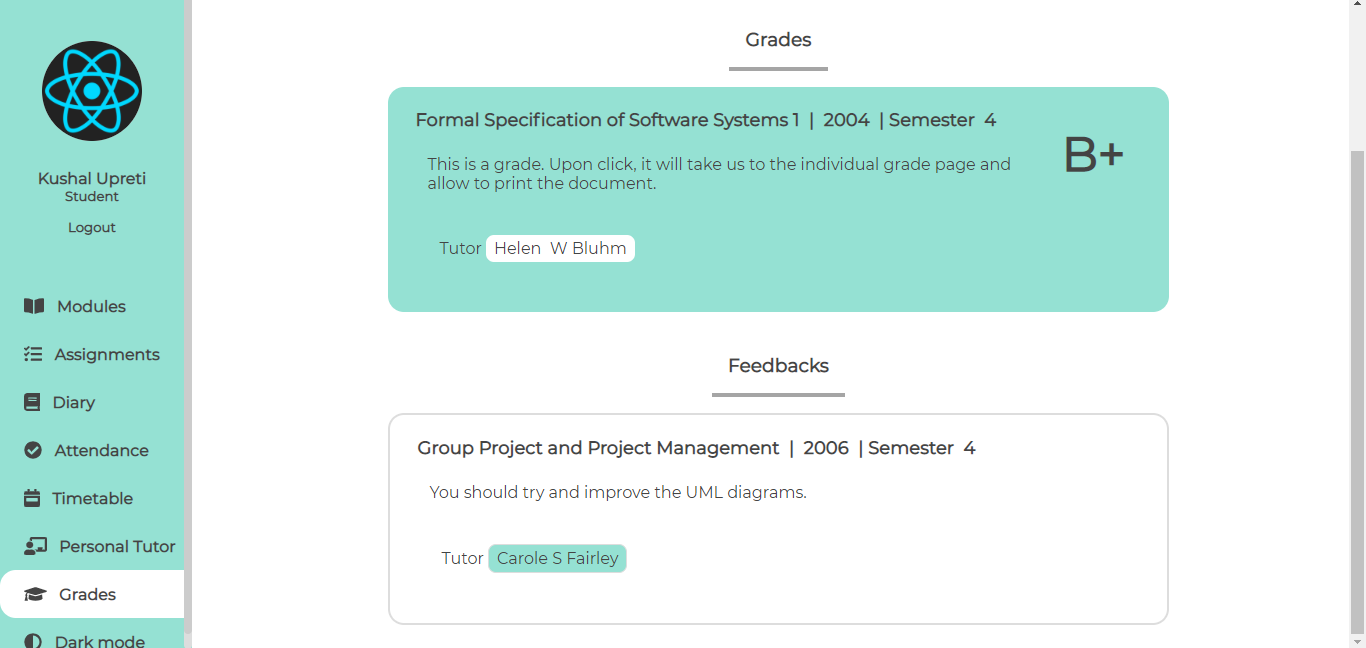 Kushal Upreti
Student
Logout
Modules
Assignments
Diary
Attendance
Timetable
Personal Tutor
Grades
Dark mode
Grades
Formal Specification of Software Systems 1 | 2004 | Semester 4
B+
This is a grade. Upon click, it will take us to the individual grade page and
allow to print the document.
Tutor Helen W Bluhm
Feedbacks
Group Project and Project Management | 2006 | Semester 4
You should try and improve the UML diagrams.
Tutor Carole S Fairley